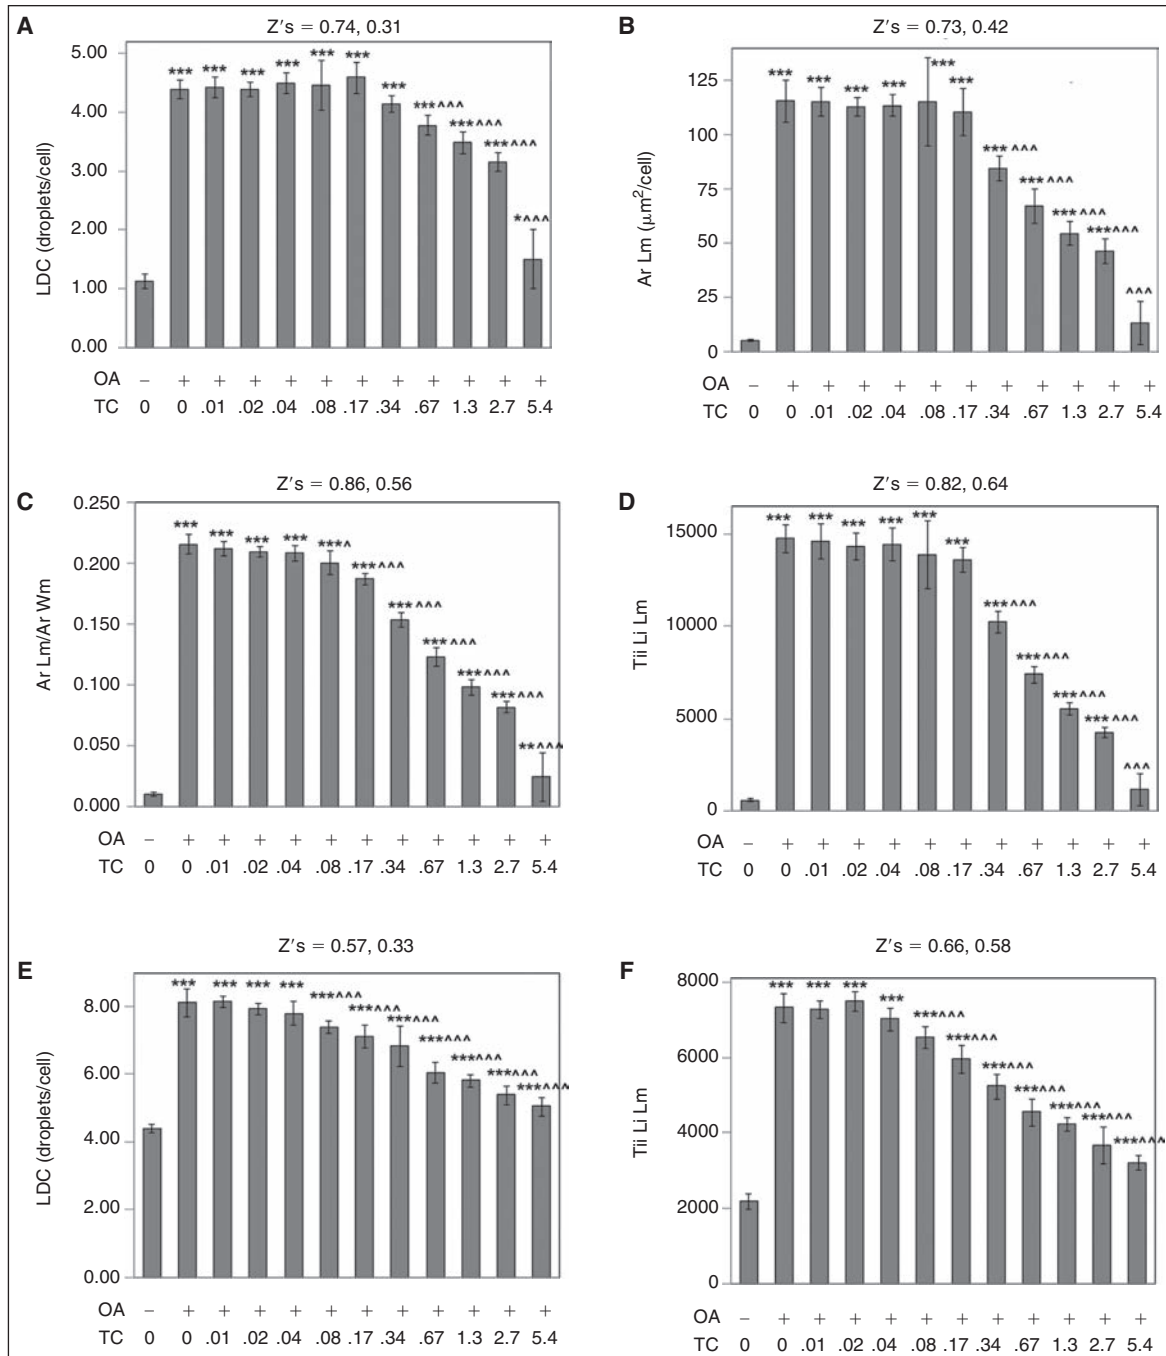 A
Z's = 0.74, 0.31
5.00
4.00
3.00
2.00
1.00
0.00
LDC (droplets/cell)
*** *** *** *** *** *** *** ***^^^ ***^^^ ***^^^ *^^^
OA – + + + + + + + + + + +
TC 0 0 .01 .02 .04 .08 .17 .34 .67 1.3 2.7 5.4
B
Z's = 0.73, 0.42
125
100
75
50
25
0
Ar Lm (μm²/cell)
*** *** *** *** *** *** ***^^^ ***^^^ ***^^^ ***^^^ ^^^
OA – + + + + + + + + + + +
TC 0 0 .01 .02 .04 .08 .17 .34 .67 1.3 2.7 5.4
C
Z's = 0.86, 0.56
0.250
0.200
0.150
0.100
0.050
0.000
Ar Lm/Ar Wm
*** *** *** *** ***^ ***^^^ ***^^^ ***^^^ ***^^^ ***^^^ **^^^
OA – + + + + + + + + + + +
TC 0 0 .01 .02 .04 .08 .17 .34 .67 1.3 2.7 5.4
D
Z's = 0.82, 0.64
15000
10000
5000
0
Tii Li Lm
*** *** *** *** *** *** ***^^^ ***^^^ ***^^^ ***^^^ ^^^
OA – + + + + + + + + + + +
TC 0 0 .01 .02 .04 .08 .17 .34 .67 1.3 2.7 5.4
E
Z's = 0.57, 0.33
8.00
6.00
4.00
2.00
0.00
LDC (droplets/cell)
*** *** *** *** ***^^^ ***^^^ ***^^^ ***^^^ ***^^^ ***^^^ ***^^^
OA – + + + + + + + + + + +
TC 0 0 .01 .02 .04 .08 .17 .34 .67 1.3 2.7 5.4
F
Z's = 0.66, 0.58
8000
6000
4000
2000
0
Tii Li Lm
*** *** *** *** ***^^^ ***^^^ ***^^^ ***^^^ ***^^^ ***^^^ ***^^^
OA – + + + + + + + + + + +
TC 0 0 .01 .02 .04 .08 .17 .34 .67 1.3 2.7 5.4